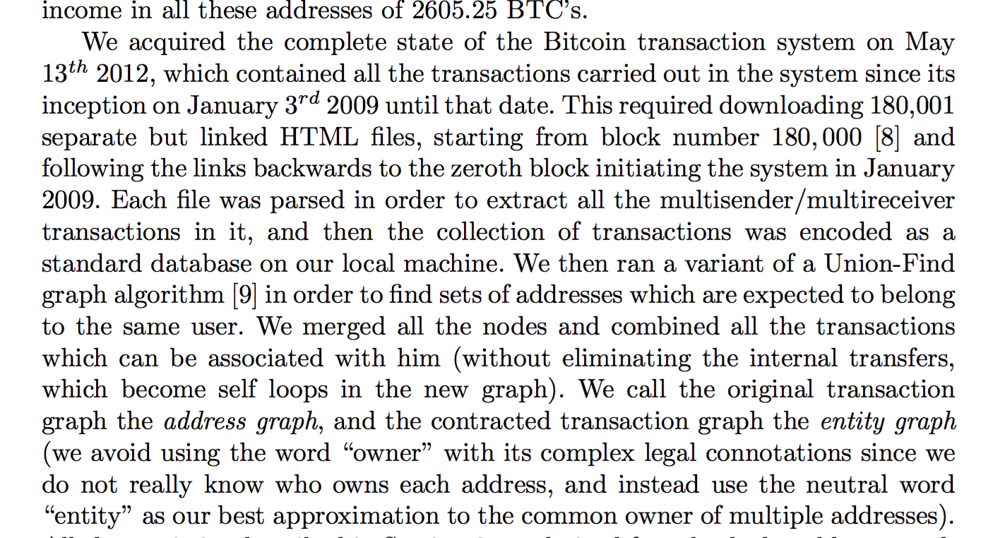 income in all these addresses of 2605.25 BTC's.
We acquired the complete state of the Bitcoin transaction system on May
13th 2012, which contained all the transactions carried out in the system since its
inception on January 3rd 2009 until that date. This required downloading 180,001
separate but linked HTML files, starting from block number 180,000 [8] and
following the links backwards to the zeroth block initiating the system in January
2009. Each file was parsed in order to extract all the multisender/multireceiver
transactions in it, and then the collection of transactions was encoded as a
standard database on our local machine. We then ran a variant of a Union-Find
graph algorithm [9] in order to find sets of addresses which are expected to belong
to the same user. We merged all the nodes and combined all the transactions
which can be associated with him (without eliminating the internal transfers,
which become self loops in the new graph). We call the original transaction
graph the address graph, and the contracted transaction graph the entity graph
(we avoid using the word “owner” with its complex legal connotations since we
do not really know who owns each address, and instead use the neutral word
“entity” as our best approximation to the common owner of multiple addresses).